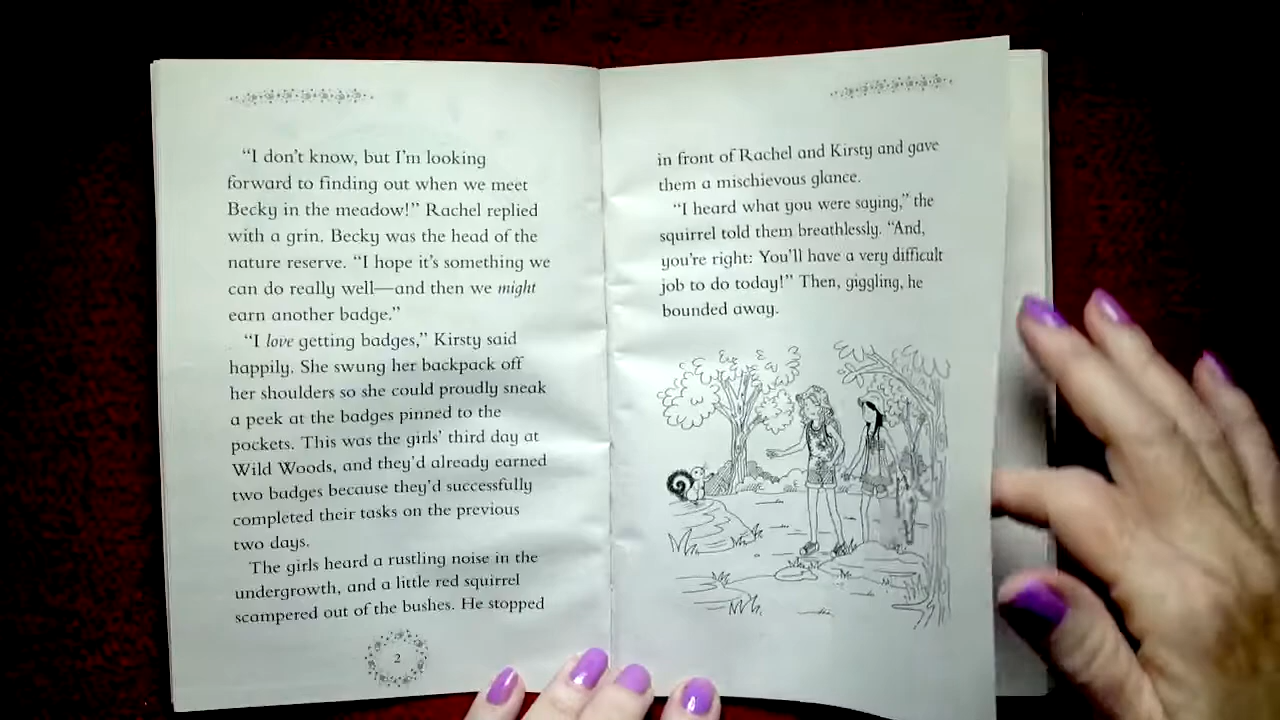 “I don’t know, but I’m looking
forward to finding out when we meet
Becky in the meadow!” Rachel replied
with a grin. Becky was the head of the
nature reserve. “I hope it’s something we
can do really well—and then we might
earn another badge.”
“I love getting badges,” Kirsty said
happily. She swung her backpack off
her shoulders so she could proudly sneak
a peek at the badges pinned to the
pockets. This was the girls’ third day at
Wild Woods, and they’d already earned
two badges because they’d successfully
completed their tasks on the previous
two days.
The girls heard a rustling noise in the
undergrowth, and a little red squirrel
scampered out of the bushes. He stopped
2
in front of Rachel and Kirsty and gave
them a mischievous glance.
“I heard what you were saying,” the
squirrel told them breathlessly. “And,
you’re right: You’ll have a very difficult
job to do today!” Then, giggling, he
bounded away.